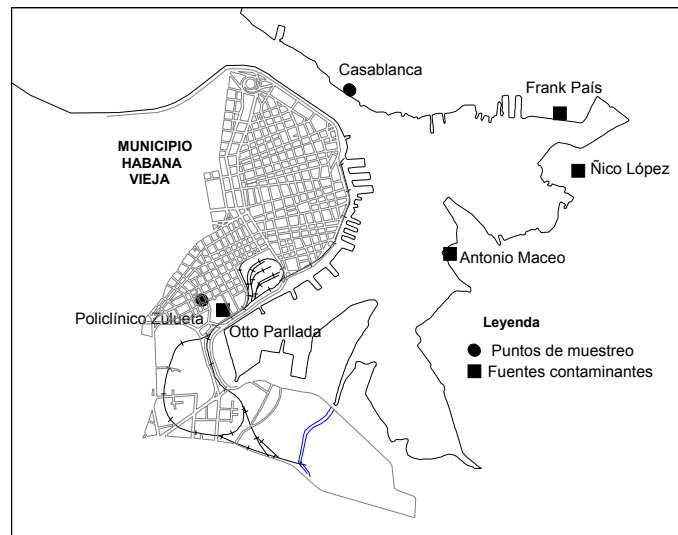 Casablanca
Frank País
MUNICIPIO
HABANA
VIEJA
Ñico López
Antonio Maceo
Policlínico Zulueta
Otto Parllada
Leyenda
Puntos de muestreo
Fuentes contaminantes